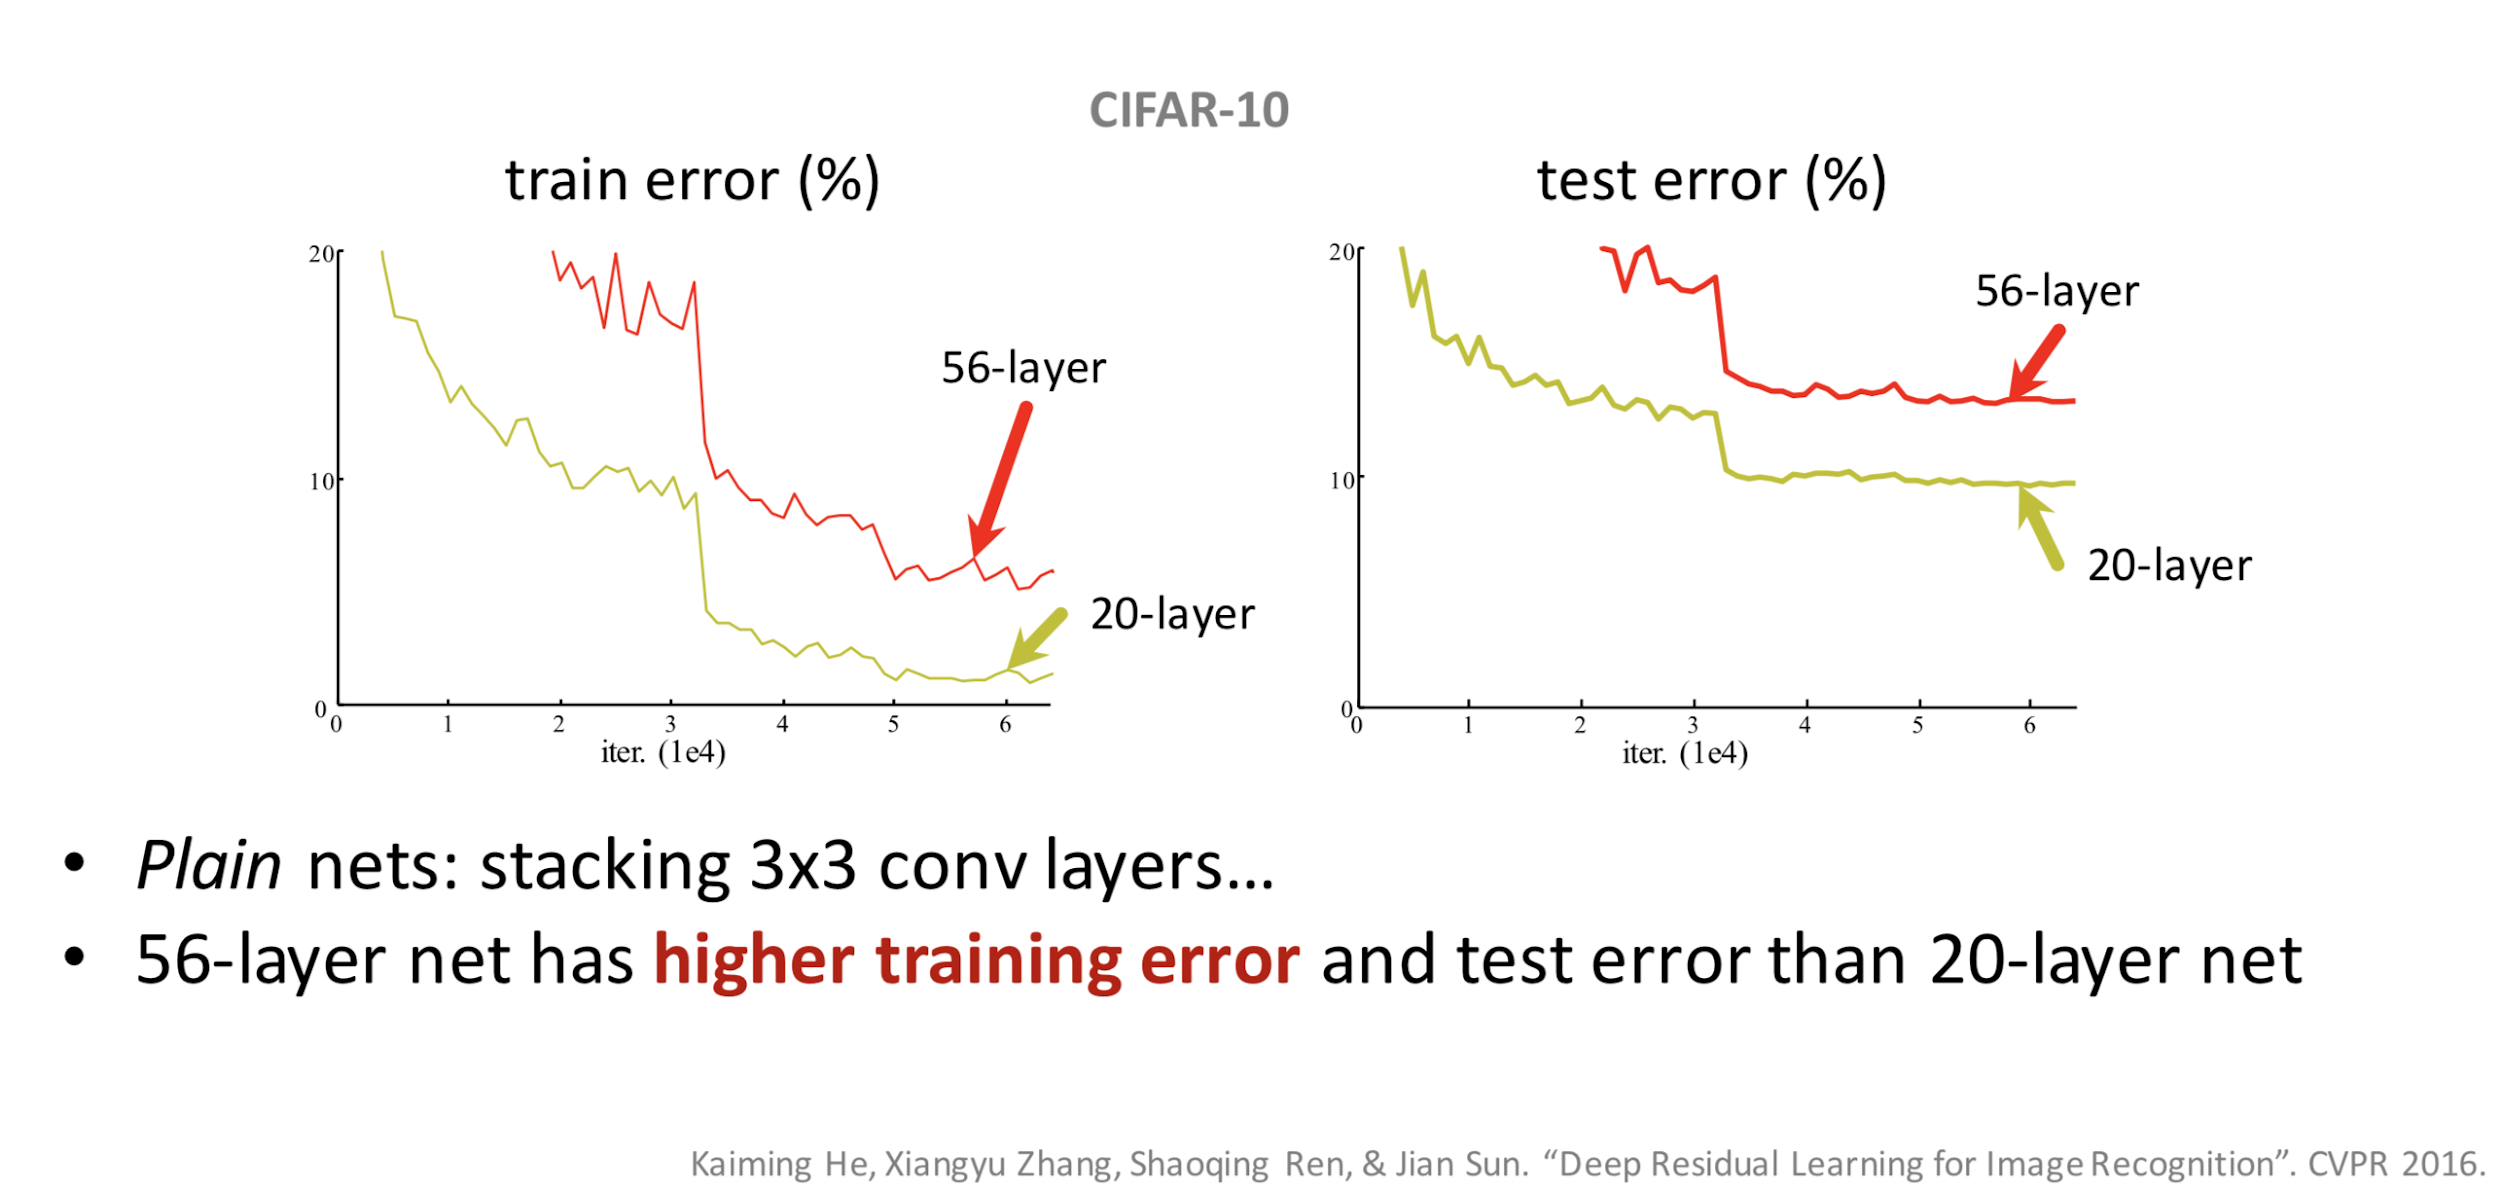 CIFAR-10
train error (%)
20
10
0
0 1 2 3 4 5 6
iter. (1e4)
56-layer
20-layer
test error (%)
20
10
0
0 1 2 3 4 5 6
iter. (1e4)
56-layer
20-layer
• Plain nets: stacking 3x3 conv layers…
• 56-layer net has higher training error and test error than 20-layer net
Kaiming He, Xiangyu Zhang, Shaoqing Ren, & Jian Sun. “Deep Residual Learning for Image Recognition”. CVPR 2016.